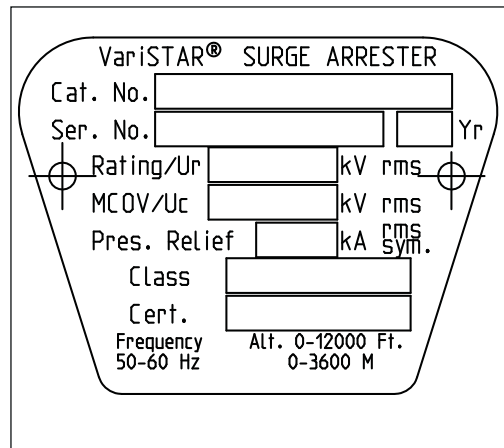 VariSTAR® SURGE ARRESTER
Cat. No.
Ser. No. Yr
Rating/Ur kV rms
MCOV/Uc kV rms
Pres. Relief kA rms sym.
Class
Cert.
Frequency Alt. 0-12000 Ft.
50-60 Hz 0-3600 M